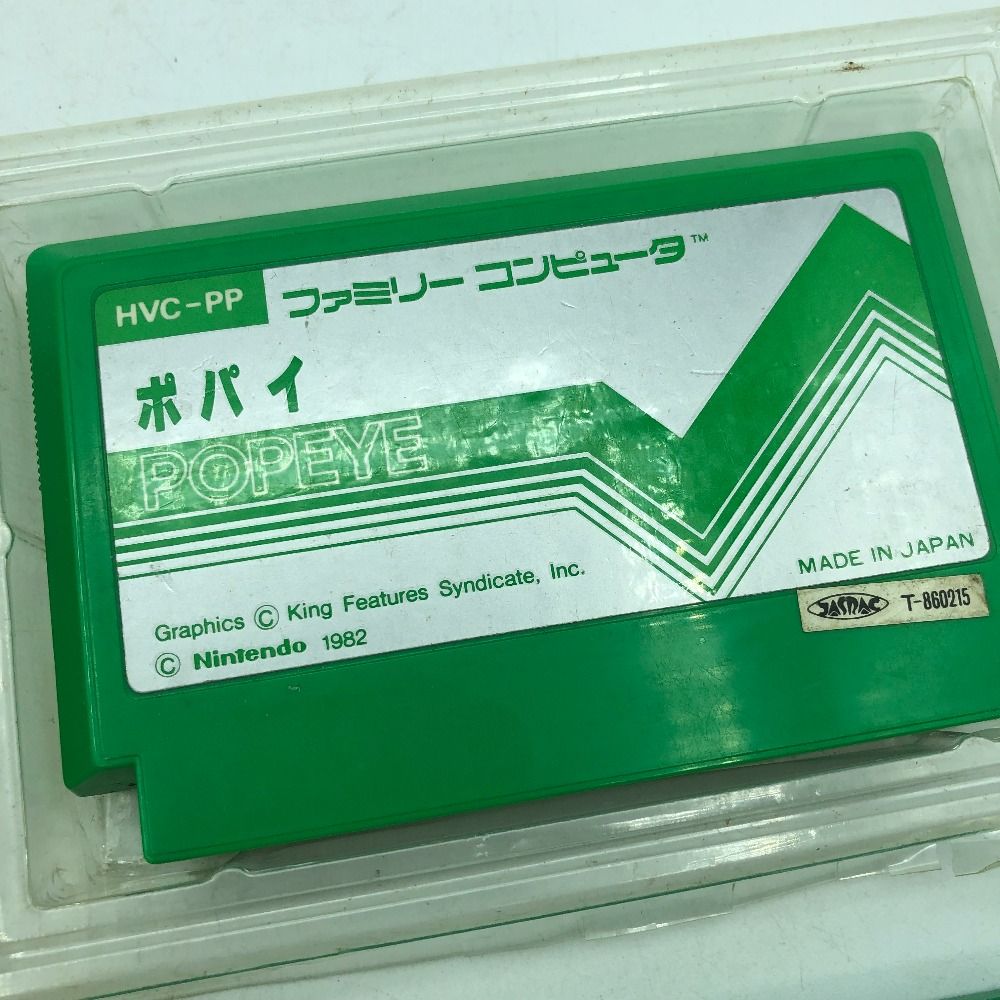 HVC-PP
ファミリー コンピュータ™
ポパイ
POPEYE
MADE IN JAPAN
Graphics © King Features Syndicate, Inc.
© Nintendo 1982
JASRAC T-860215